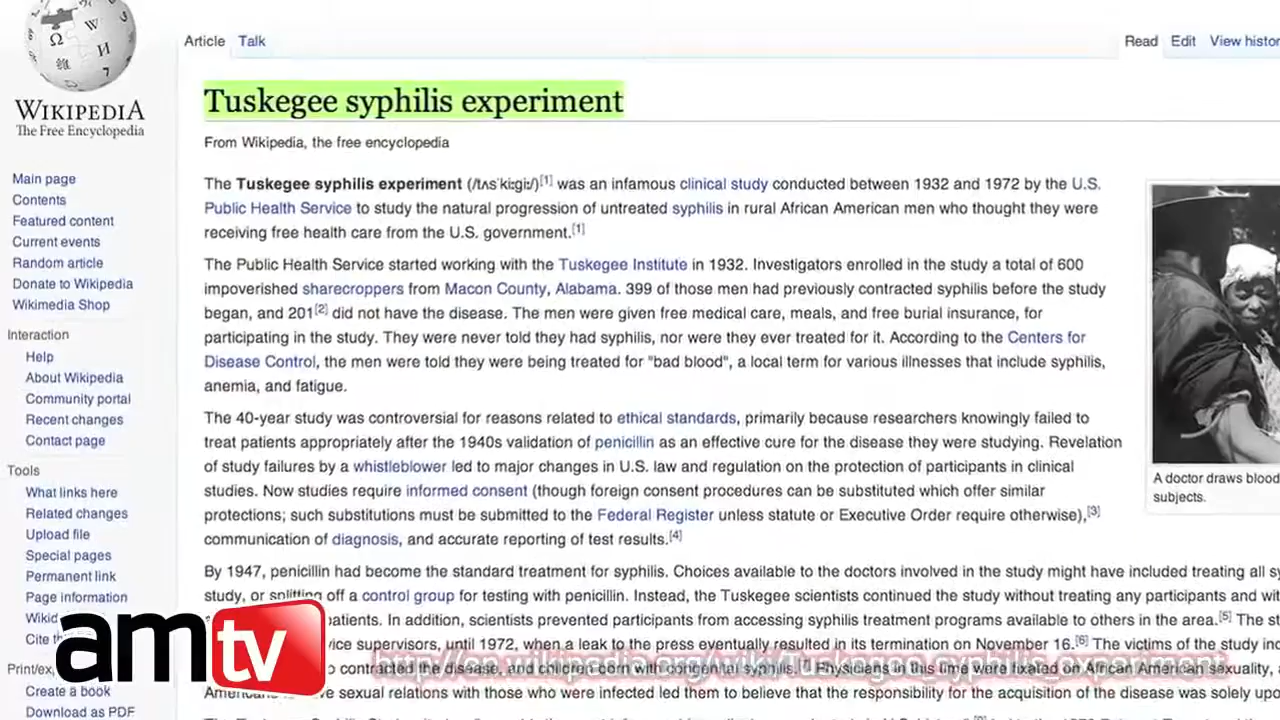 Article Talk Read Edit View histor
WIKIPEDIA
The Free Encyclopedia
Main page
Contents
Featured content
Current events
Random article
Donate to Wikipedia
Wikimedia Shop
Interaction
Help
About Wikipedia
Community portal
Recent changes
Contact page
Tools
What links here
Related changes
Upload file
Special pages
Permanent link
Page information
Wikid
Cite th
Print/ex
Create a book
Download as PDF
Tuskegee syphilis experiment
From Wikipedia, the free encyclopedia
The Tuskegee syphilis experiment (/tʌsˈkiːɡiː/)[1] was an infamous clinical study conducted between 1932 and 1972 by the U.S.
Public Health Service to study the natural progression of untreated syphilis in rural African American men who thought they were
receiving free health care from the U.S. government.[1]
The Public Health Service started working with the Tuskegee Institute in 1932. Investigators enrolled in the study a total of 600
impoverished sharecroppers from Macon County, Alabama. 399 of those men had previously contracted syphilis before the study
began, and 201[2] did not have the disease. The men were given free medical care, meals, and free burial insurance, for
participating in the study. They were never told they had syphilis, nor were they ever treated for it. According to the Centers for
Disease Control, the men were told they were being treated for "bad blood", a local term for various illnesses that include syphilis,
anemia, and fatigue.
The 40-year study was controversial for reasons related to ethical standards, primarily because researchers knowingly failed to
treat patients appropriately after the 1940s validation of penicillin as an effective cure for the disease they were studying. Revelation
of study failures by a whistleblower led to major changes in U.S. law and regulation on the protection of participants in clinical
studies. Now studies require informed consent (though foreign consent procedures can be substituted which offer similar
protections; such substitutions must be submitted to the Federal Register unless statute or Executive Order require otherwise),[3]
communication of diagnosis, and accurate reporting of test results.[4]
By 1947, penicillin had become the standard treatment for syphilis. Choices available to the doctors involved in the study might have included treating all sy
study, or splitting off a control group for testing with penicillin. Instead, the Tuskegee scientists continued the study without treating any participants and wit
patients. In addition, scientists prevented participants from accessing syphilis treatment programs available to others in the area.[5] The st
vice supervisors, until 1972, when a leak to the press eventually resulted in its termination on November 16.[6] The victims of the study inc
contracted the disease, and children born with congenital syphilis. Physicians in this time were fixated on African American sexuality, a
Americans ve sexual relations with those who were infected led them to believe that the responsibility for the acquisition of the disease was solely upo
A doctor draws blood
subjects.
amtv